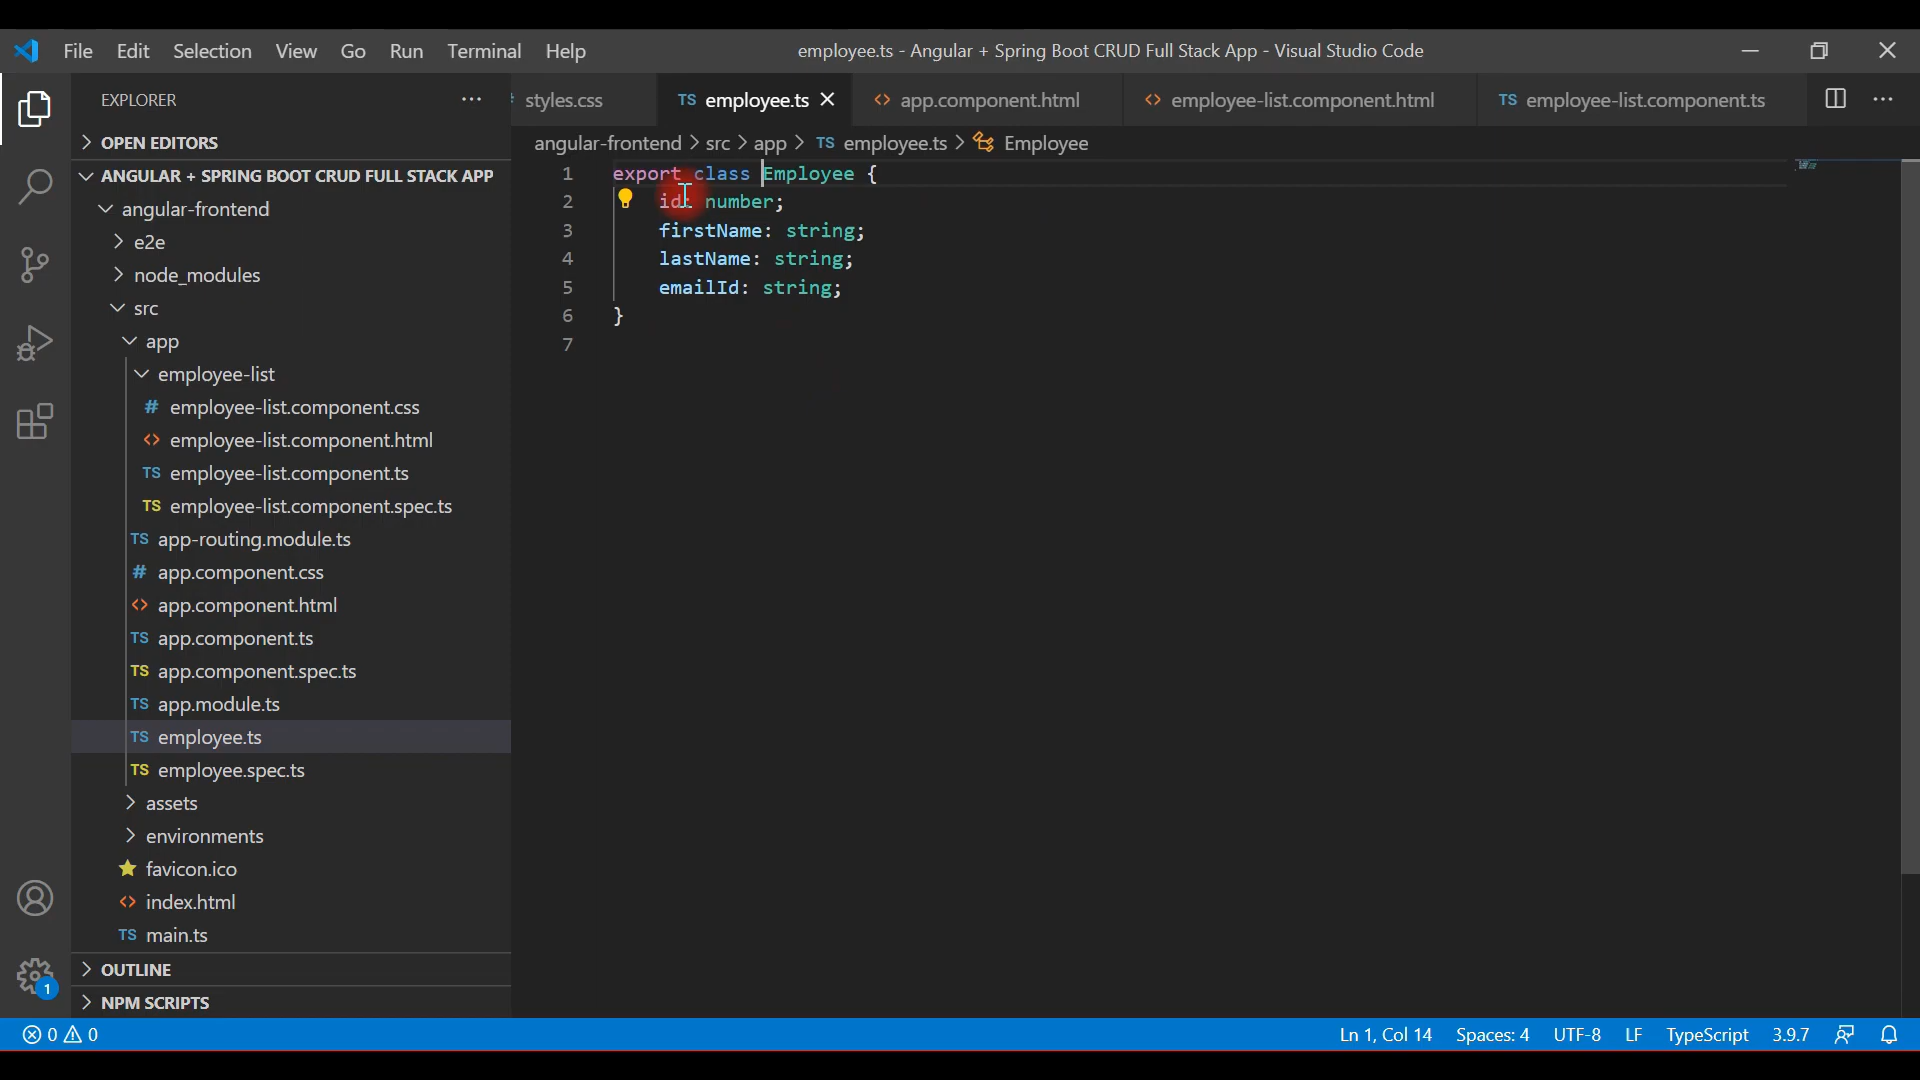 File Edit Selection View Go Run Terminal Help employee.ts - Angular + Spring Boot CRUD Full Stack App - Visual Studio Code
EXPLORER
styles.css
TS employee.ts
<> app.component.html
<> employee-list.component.html
TS employee-list.component.ts
OPEN EDITORS
ANGULAR + SPRING BOOT CRUD FULL STACK APP
angular-frontend
e2e
node_modules
src
app
employee-list
# employee-list.component.css
<> employee-list.component.html
TS employee-list.component.ts
TS employee-list.component.spec.ts
TS app-routing.module.ts
# app.component.css
<> app.component.html
TS app.component.ts
TS app.component.spec.ts
TS app.module.ts
TS employee.ts
TS employee.spec.ts
assets
environments
favicon.ico
<> index.html
TS main.ts
OUTLINE
NPM SCRIPTS
1
angular-frontend > src > app > TS employee.ts > Employee
1 export class Employee {
2 id: number;
3 firstName: string;
4 lastName: string;
5 emailId: string;
6 }
7
0 0 Ln 1, Col 14 Spaces: 4 UTF-8 LF TypeScript 3.9.7